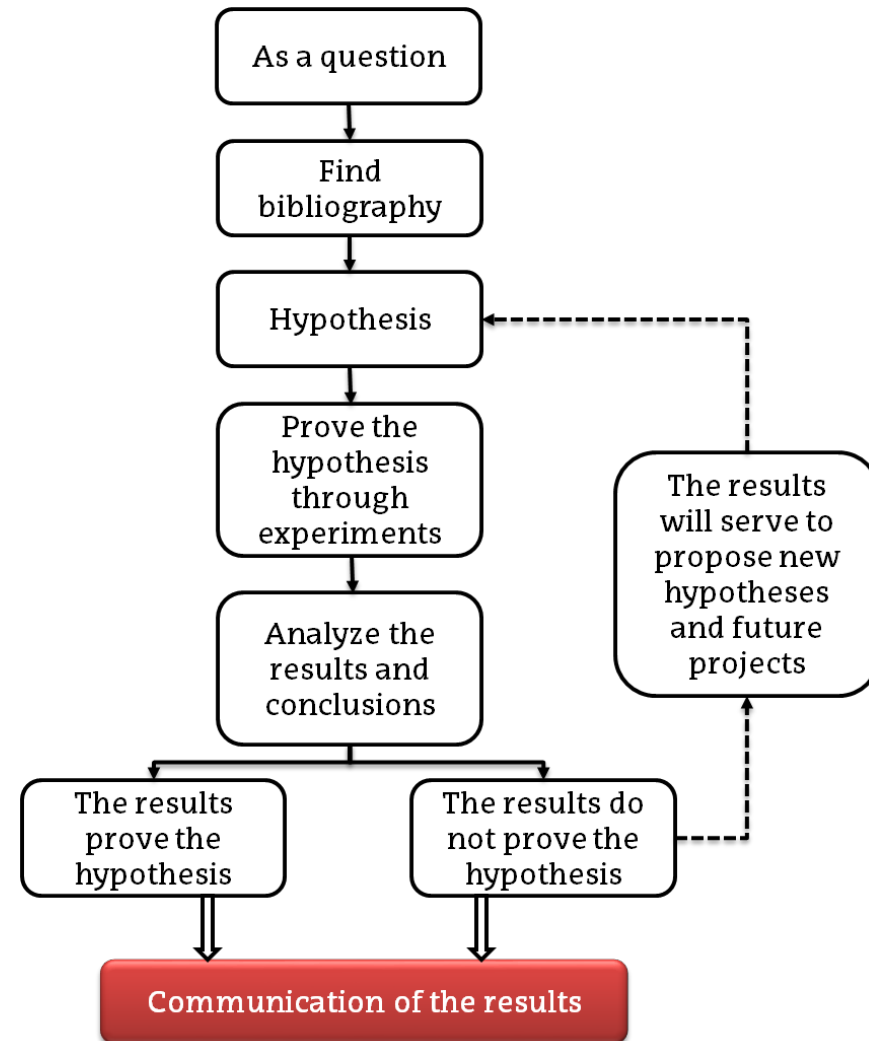 As a question
Find
bibliography
Hypothesis
Prove the
hypothesis
through
experiments
Analyze the
results and
conclusions
The results
prove the
hypothesis
The results do
not prove the
hypothesis
The results
will serve to
propose new
hypotheses
and future
projects
Communication of the results